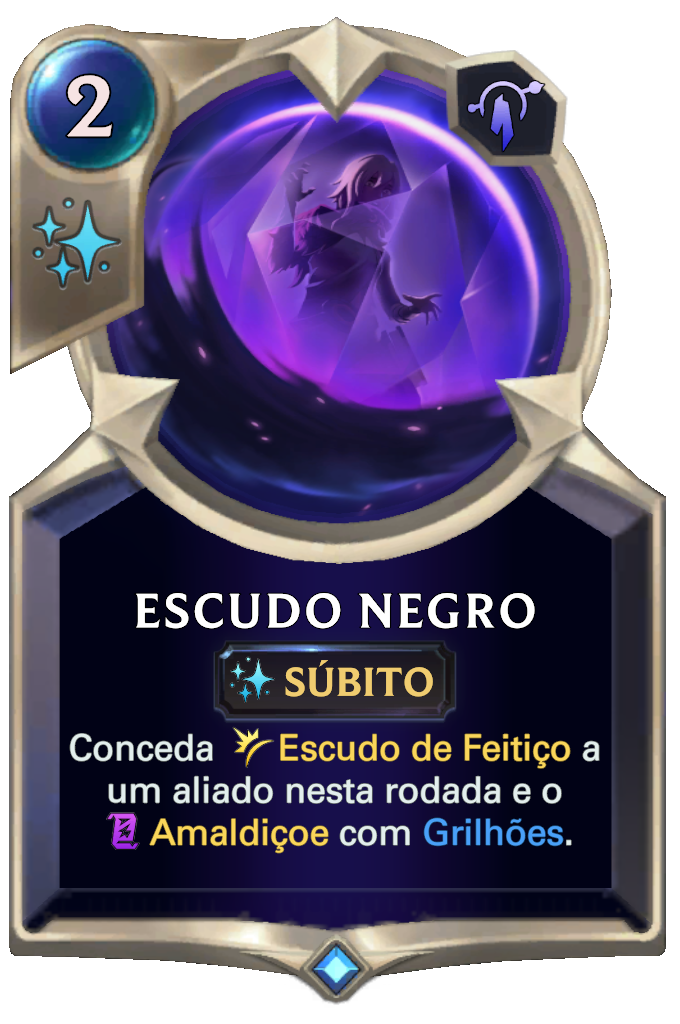 2
ESCUDO NEGRO
SÚBITO
Conceda Escudo de Feitiço a
um aliado nesta rodada e o
Amaldiçoe com Grilhões.